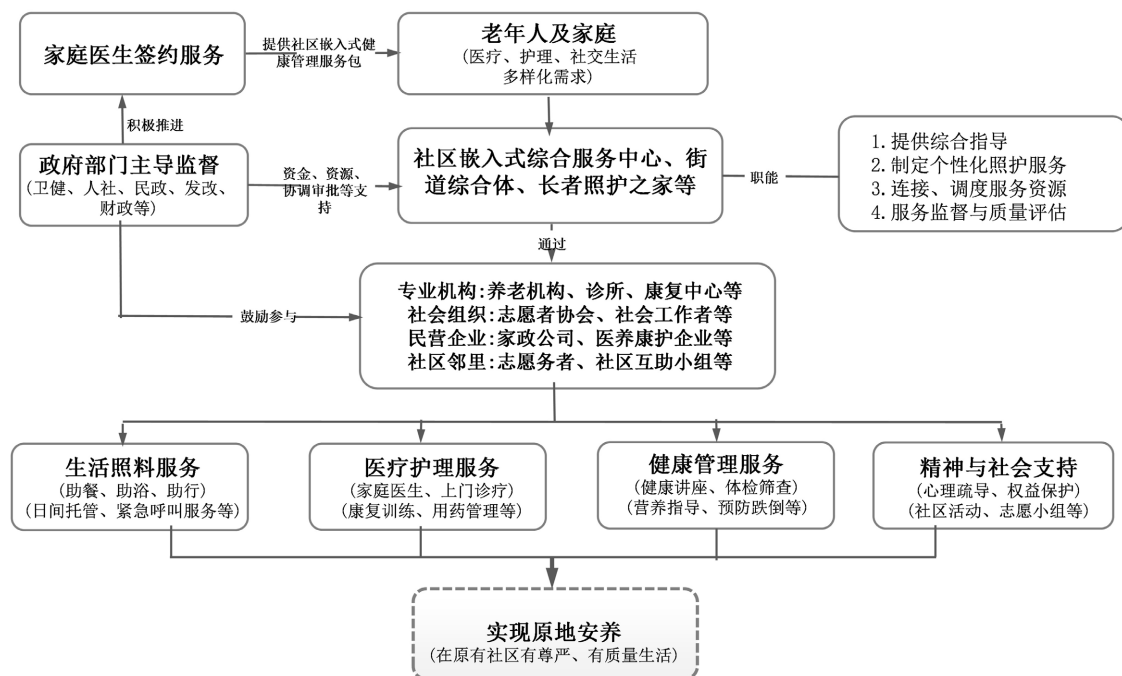 家庭医生签约服务
提供社区嵌入式健
康管理服务包
老年人及家庭
(医疗、护理、社交生活
多样化需求)
积极推进
政府部门主导监督
(卫健、人社、民政、发改、
财政等)
资金、资源、
协调审批等支
持
社区嵌入式综合服务中心、街
道综合体、长者照护之家等
职能
1. 提供综合指导
2. 制定个性化照护服务
3. 连接、调度服务资源
4. 服务监督与质量评估
通过
鼓励参与
专业机构:养老机构、诊所、康复中心等
社会组织:志愿者协会、社会工作者等
民营企业:家政公司、医养康护企业等
社区邻里:志愿务者、社区互助小组等
生活照料服务
(助餐、助浴、助行)
(日间托管、紧急呼叫服务等)
医疗护理服务
(家庭医生、上门诊疗)
(康复训练、用药管理等)
健康管理服务
(健康讲座、体检筛查)
(营养指导、预防跌倒等)
精神与社会支持
(心理疏导、权益保护)
(社区活动、志愿小组等)
实现原地安养
(在原有社区有尊严、有质量生活)